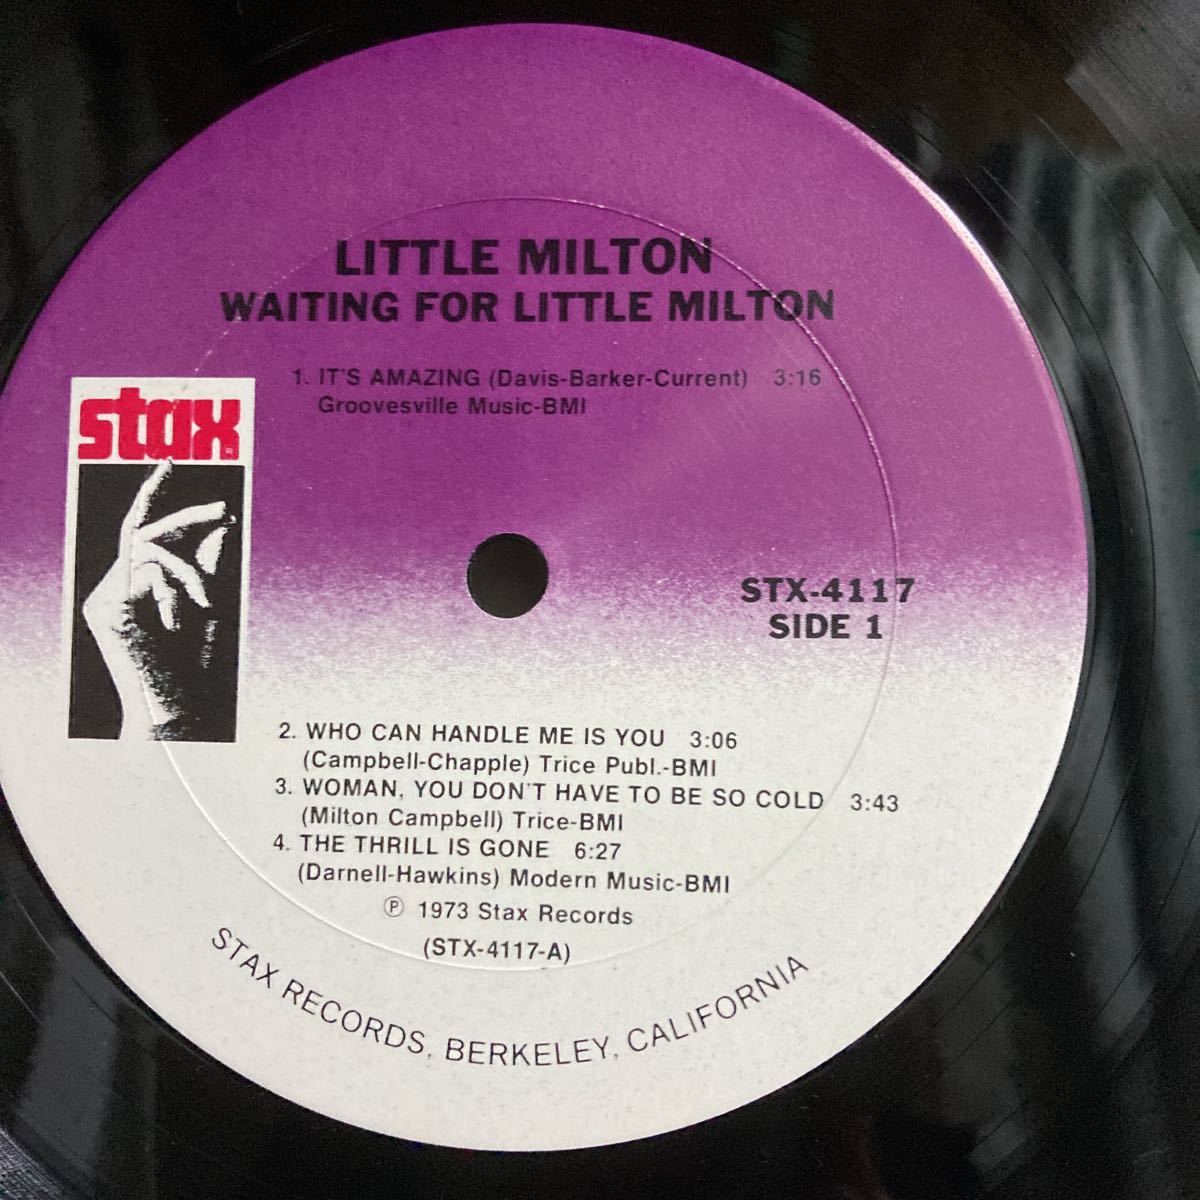 LITTLE MILTON
WAITING FOR LITTLE MILTON
1. IT'S AMAZING (Davis-Barker-Current) 3:16
Groovesville Music-BMI
stax®
STX-4117
SIDE 1
2. WHO CAN HANDLE ME IS YOU 3:06
(Campbell-Chapple) Trice Publ.-BMI
3. WOMAN, YOU DON'T HAVE TO BE SO COLD 3:43
(Milton Campbell) Trice-BMI
4. THE THRILL IS GONE 6:27
(Darnell-Hawkins) Modern Music-BMI
Ⓟ 1973 Stax Records
(STX-4117-A)
STAX RECORDS, BERKELEY, CALIFORNIA